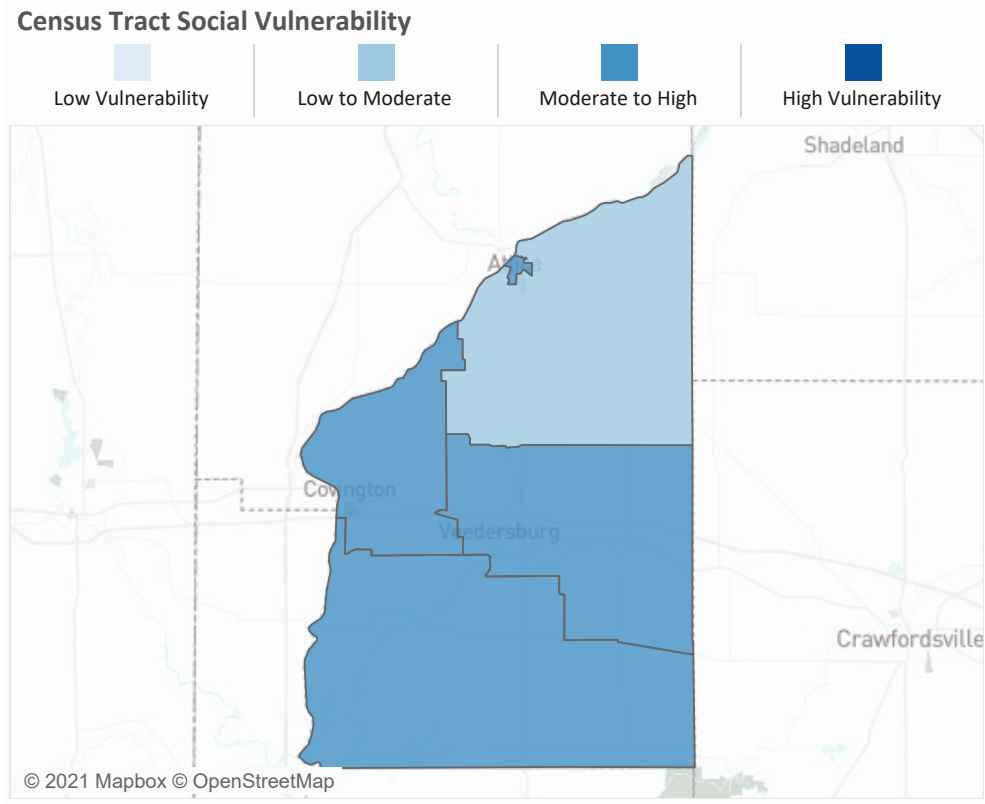 Census Tract Social Vulnerability
Low Vulnerability
Low to Moderate
Moderate to High
High Vulnerability
Shadeland
Covington
Veedersburg
Crawfordsville
© 2021 Mapbox © OpenStreetMap